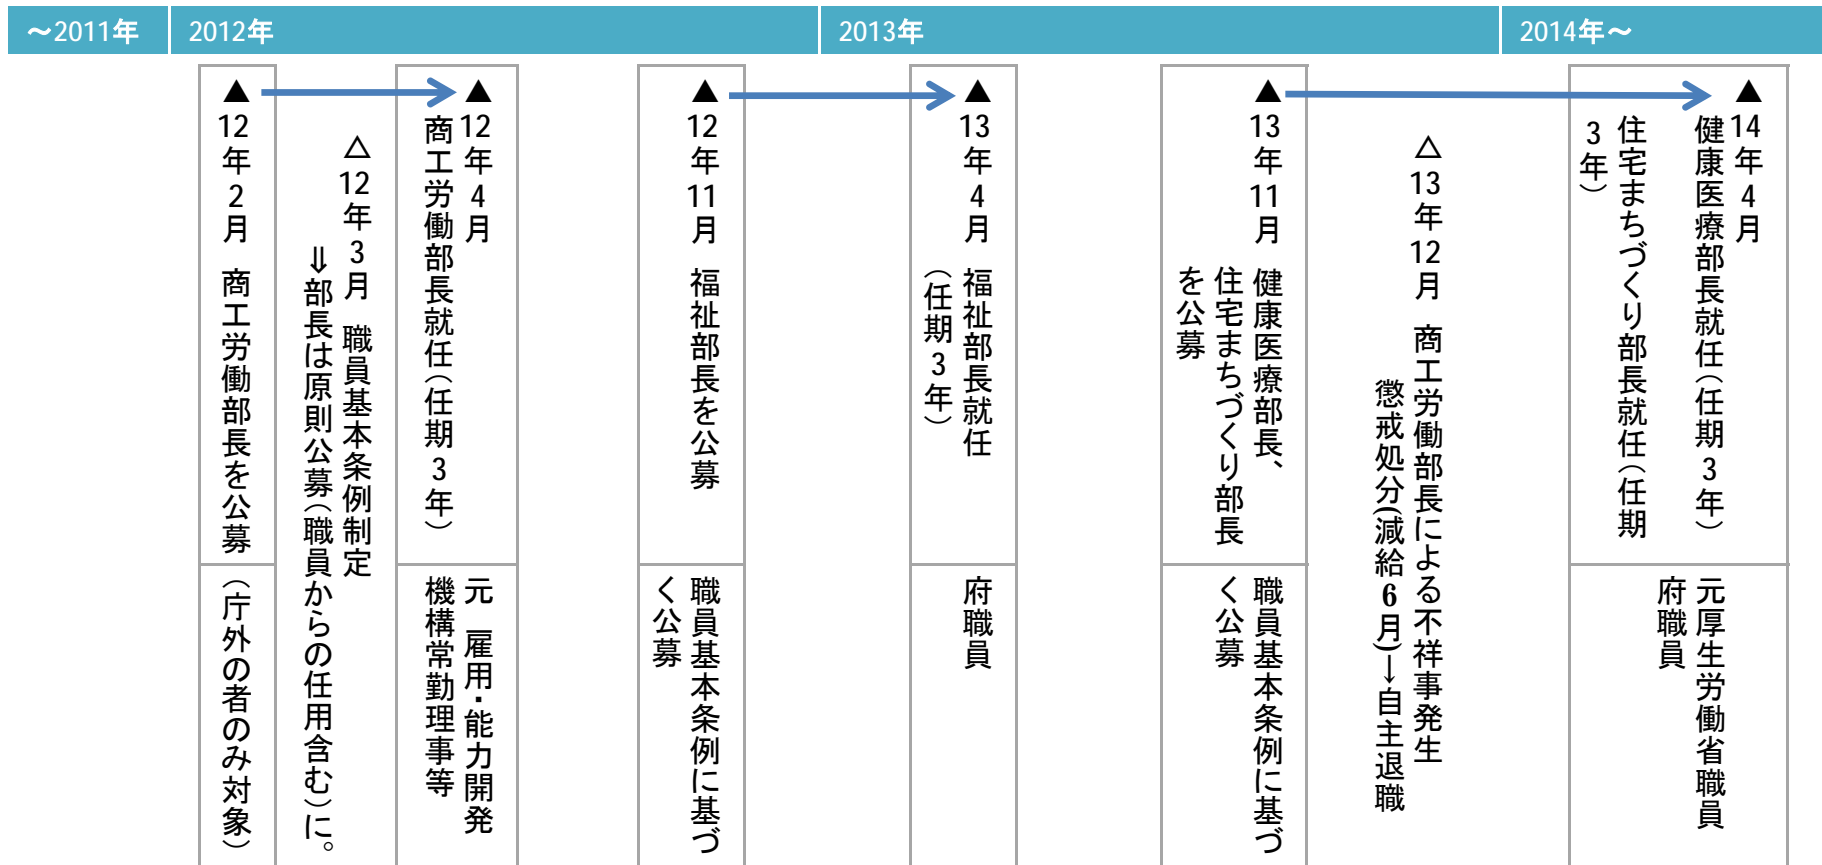 ～2011年
2012年
2013年
2014年～
▲12年2月 商工労働部長を公募
（庁外の者のみ対象）
△12年3月 職員基本条例制定
⇒部長は原則公募（職員からの任用含む）に。
▲12年4月
商工労働部長就任（任期3年）
元 雇用・能力開発
機構常勤理事等
▲12年11月 福祉部長を公募
職員基本条例に基づ
く公募
▲13年4月 福祉部長就任
（任期3年）
府職員
▲13年11月 健康医療部長、
住宅まちづくり部長
を公募
職員基本条例に基づ
く公募
△13年12月 商工労働部長による不祥事発生
懲戒処分(減給6月)→自主退職
▲14年4月
健康医療部長就任（任期3年）
住宅まちづくり部長就任（任期
3年）
元厚生労働省職員
府職員